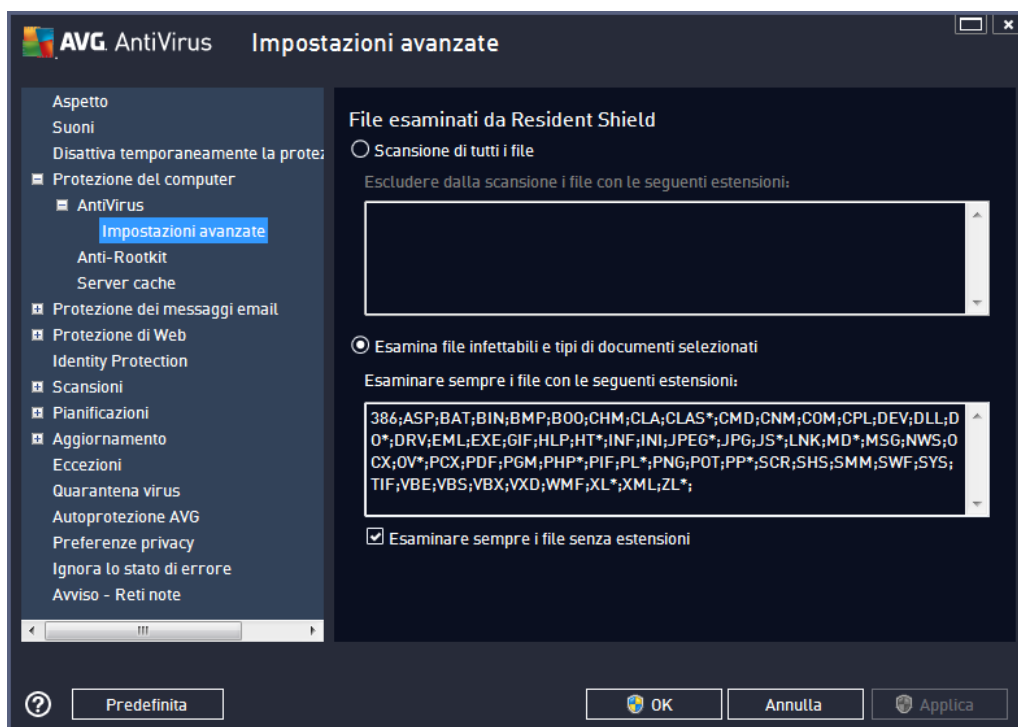 AVG. AntiVirus Impostazioni avanzate
Aspetto
Suoni
Disattiva temporaneamente la protez
Protezione del computer
AntiVirus
Impostazioni avanzate
Anti-Rootkit
Server cache
Protezione dei messaggi email
Protezione di Web
Identity Protection
Scansioni
Pianificazioni
Aggiornamento
Eccezioni
Quarantena virus
Autoprotezione AVG
Preferenze privacy
Ignora lo stato di errore
Avviso - Reti note
File esaminati da Resident Shield
Scansione di tutti i file
Escludere dalla scansione i file con le seguenti estensioni:
Esamina file infettabili e tipi di documenti selezionati
Esaminare sempre i file con le seguenti estensioni:
386;ASP;BAT;BIN;BMP;BOO;CHM;CLA;CLAS*;CMD;CNM;COM;CPL;DEV;DLL;D
O*;DRV;EML;EXE;GIF;HLP;HT*;INF;INI;JPEG*;JPG;JS*;LNK;MD*;MSG;NWS;O
CX;OV*;PCX;PDF;PGM;PHP*;PIF;PL*;PNG;POT;PP*;SCR;SHS;SMM;SWF;SYS;
TIF;VBE;VBS;VBX;VXD;WMF;XL*;XML;ZL*;
Esaminare sempre i file senza estensioni
Predefinita
OK
Annulla
Applica